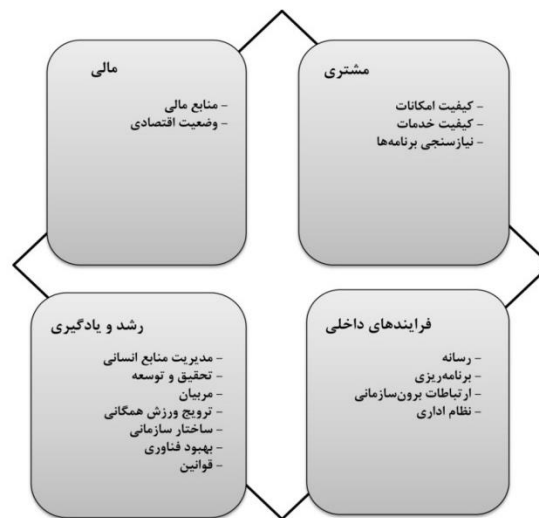 مشتری
- کیفیت امکانات
- کیفیت خدمات
- نیازسنجی برنامه‌ها
مالی
- منابع مالی
- وضعیت اقتصادی
فرایندهای داخلی
- رسانه
- برنامه‌ریزی
- ارتباطات برون‌سازمانی
- نظام اداری
رشد و یادگیری
- مدیریت منابع انسانی
- تحقیق و توسعه
- مربیان
- ترویج ورزش همگانی
- ساختار سازمانی
- بهبود فناوری
- قوانین